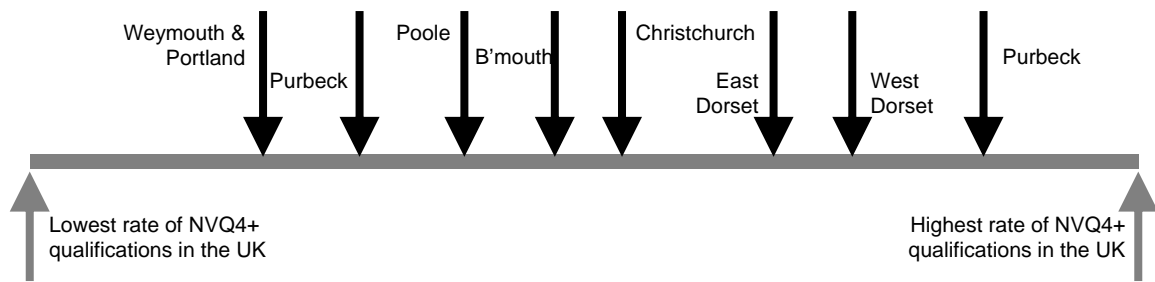 Weymouth &
Portland
Purbeck
Poole
B'mouth
Christchurch
East
Dorset
West
Dorset
Purbeck
Lowest rate of NVQ4+
qualifications in the UK
Highest rate of NVQ4+
qualifications in the UK